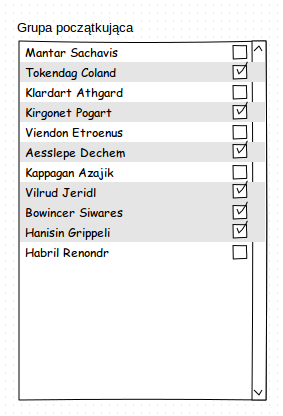 Grupa początkująca
Mantar Sachavis
Tokendag Coland
Klardart Athgard
Kirgonet Pogart
Viendon Etroenus
Aesslepe Dechem
Kappagan Azajik
Vilrud Jeridl
Bowincer Siwares
Hanisin Grippeli
Habril Renondr